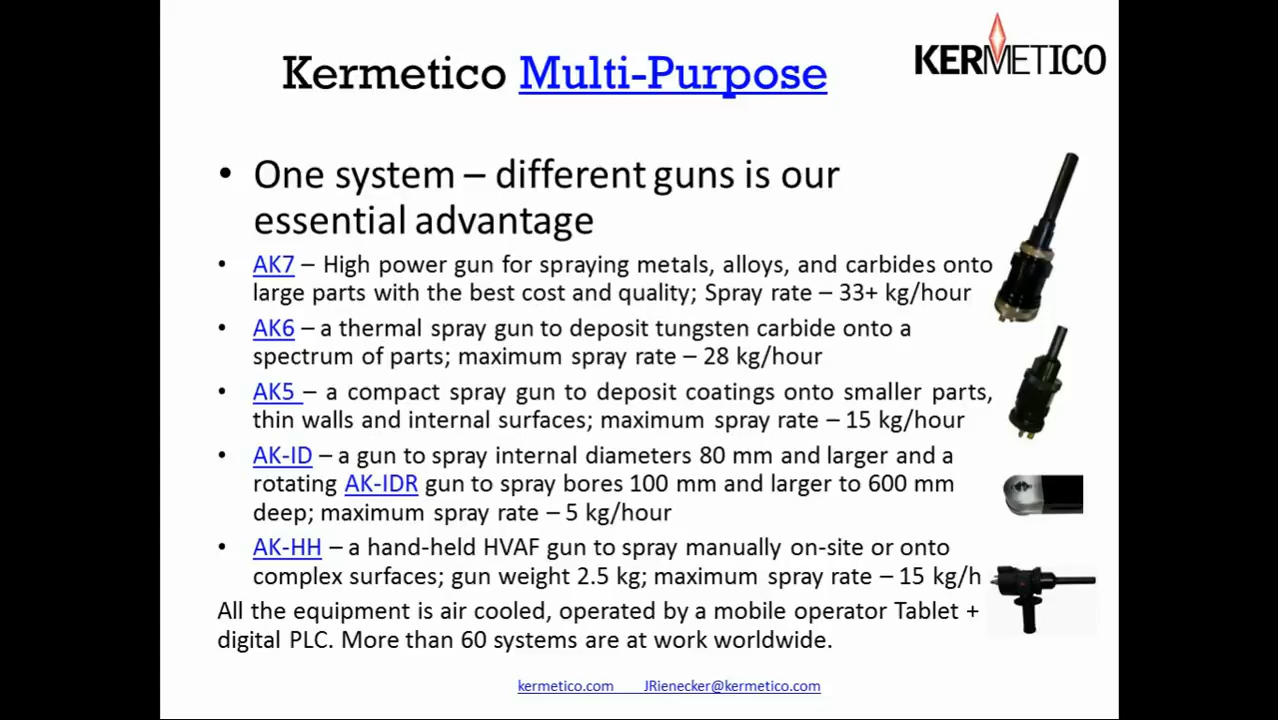 Kermetico Multi-Purpose
KERMETICO
• One system – different guns is our
essential advantage
• AK7 – High power gun for spraying metals, alloys, and carbides onto
large parts with the best cost and quality; Spray rate – 33+ kg/hour
• AK6 – a thermal spray gun to deposit tungsten carbide onto a
spectrum of parts; maximum spray rate – 28 kg/hour
• AK5 – a compact spray gun to deposit coatings onto smaller parts,
thin walls and internal surfaces; maximum spray rate – 15 kg/hour
• AK-ID – a gun to spray internal diameters 80 mm and larger and a
rotating AK-IDR gun to spray bores 100 mm and larger to 600 mm
deep; maximum spray rate – 5 kg/hour
• AK-HH – a hand-held HVAF gun to spray manually on-site or onto
complex surfaces; gun weight 2.5 kg; maximum spray rate – 15 kg/h
All the equipment is air cooled, operated by a mobile operator Tablet +
digital PLC. More than 60 systems are at work worldwide.
kermetico.com JRienecker@kermetico.com